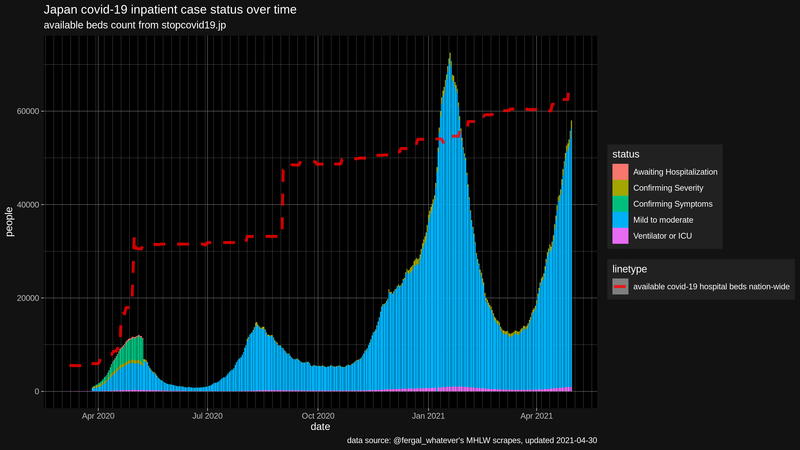 Japan covid-19 inpatient case status over time
available beds count from stopcovid19.jp
people
60000
40000
20000
0
Apr 2020
Jul 2020
Oct 2020
Jan 2021
Apr 2021
date
status
Awaiting Hospitalization
Confirming Severity
Confirming Symptoms
Mild to moderate
Ventilator or ICU
linetype
available covid-19 hospital beds nation-wide
data source: @fergal_whatever's MHLW scrapes, updated 2021-04-30